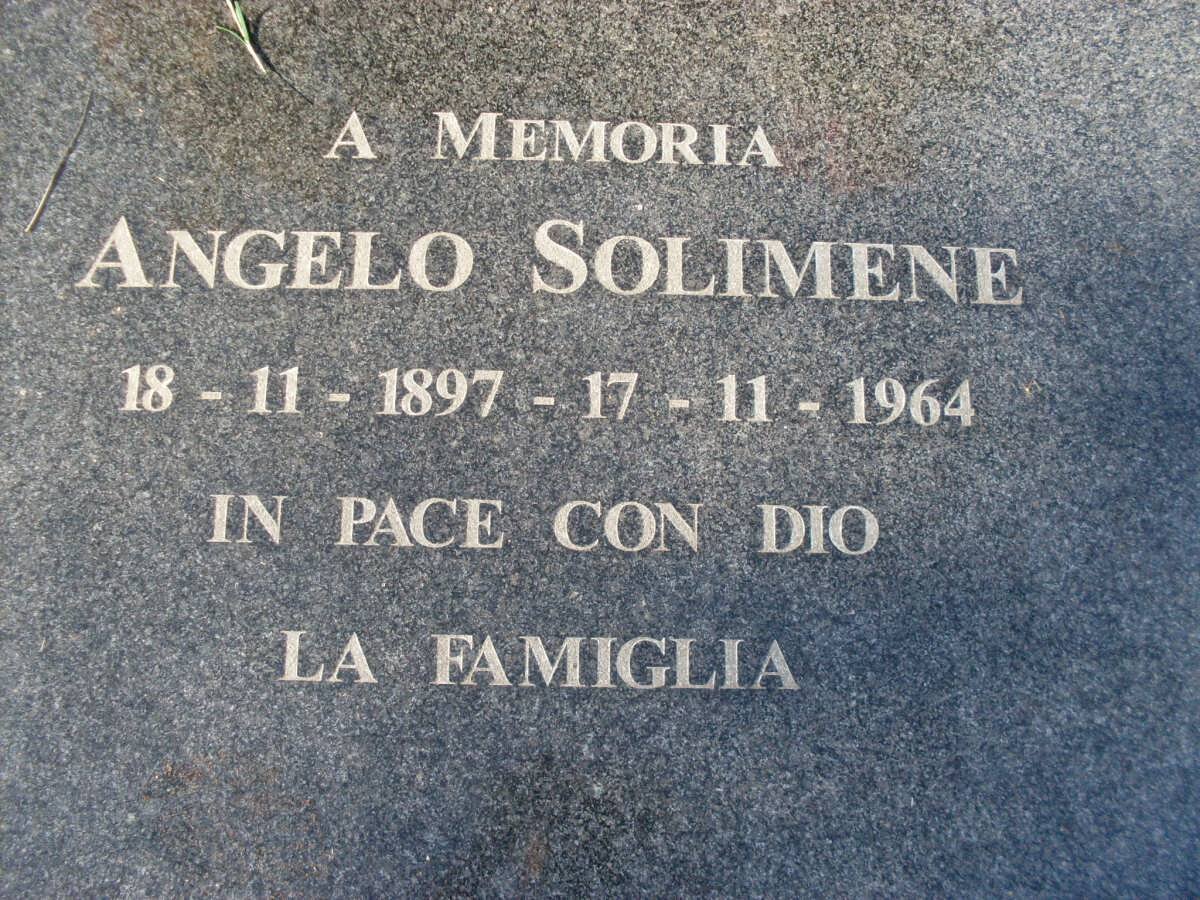 A MEMORIA
ANGELO SOLIMENE
18 - 11 - 1897 - 17 - 11 - 1964
IN PACE CON DIO
LA FAMIGLIA